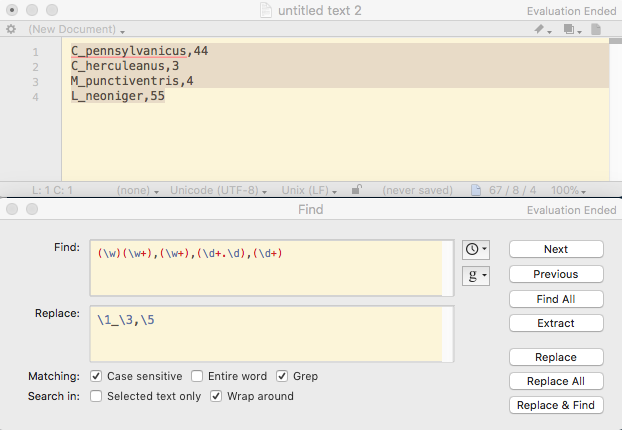 untitled text 2
Evaluation Ended
(New Document)
1 C_pennsylvanicus,44
2 C_herculeanus,3
3 M_punctiventris,4
4 L_neoniger,55
L: 1 C: 1 (none) Unicode (UTF-8) Unix (LF) (never saved) 67 / 8 / 4 100%
Find
Evaluation Ended
Find: (\w)(\w+),(\w+),(\d+.\d),(\d+)
g
Next
Previous
Find All
Extract
Replace: \1_\3,\5
Replace
Replace All
Replace & Find
Matching: Case sensitive Entire word Grep
Search in: Selected text only Wrap around